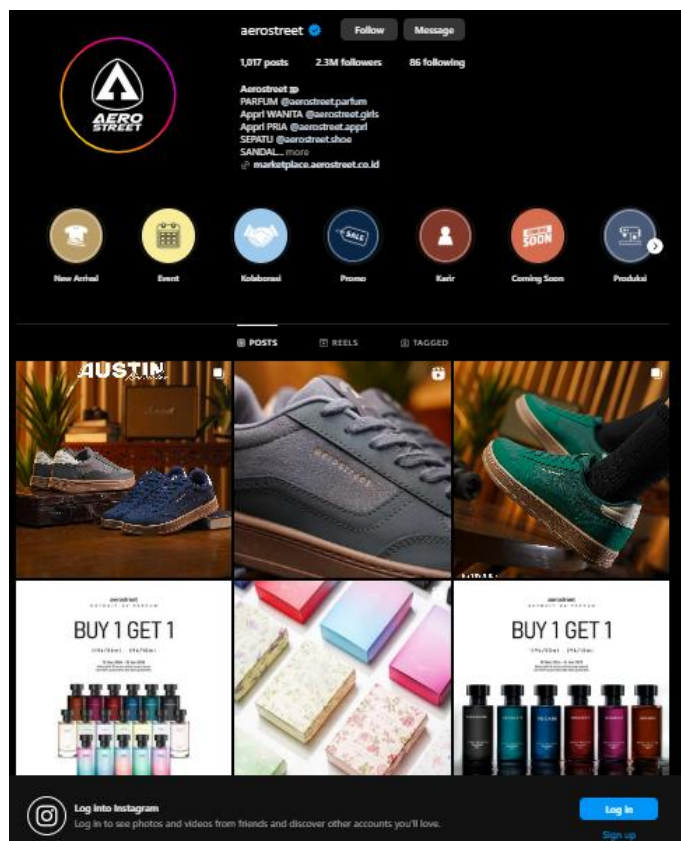 aerostreet Follow Message
1,017 posts 2.3M followers 86 following
Aerostreet
PARFUM @aerostreet.parfum
Apprl WANITA @aerostreet.girls
Apprl PRIA @aerostreet.apprl
SEPATU @aerostreet.shoe
SANDAL... more
marketplace.aerostreet.co.id
AERO
STREET
SALE
COMING
SOON
New Arrival Event Kolaborasi Promo Karir Coming Soon Produksi
POSTS REELS TAGGED
AUSTIN
aerostreet
BUY 1 GET 1
aerostreet
BUY 1 GET 1
Log into Instagram
Log in to see photos and videos from friends and discover other accounts you'll love.
Log in
Sign up